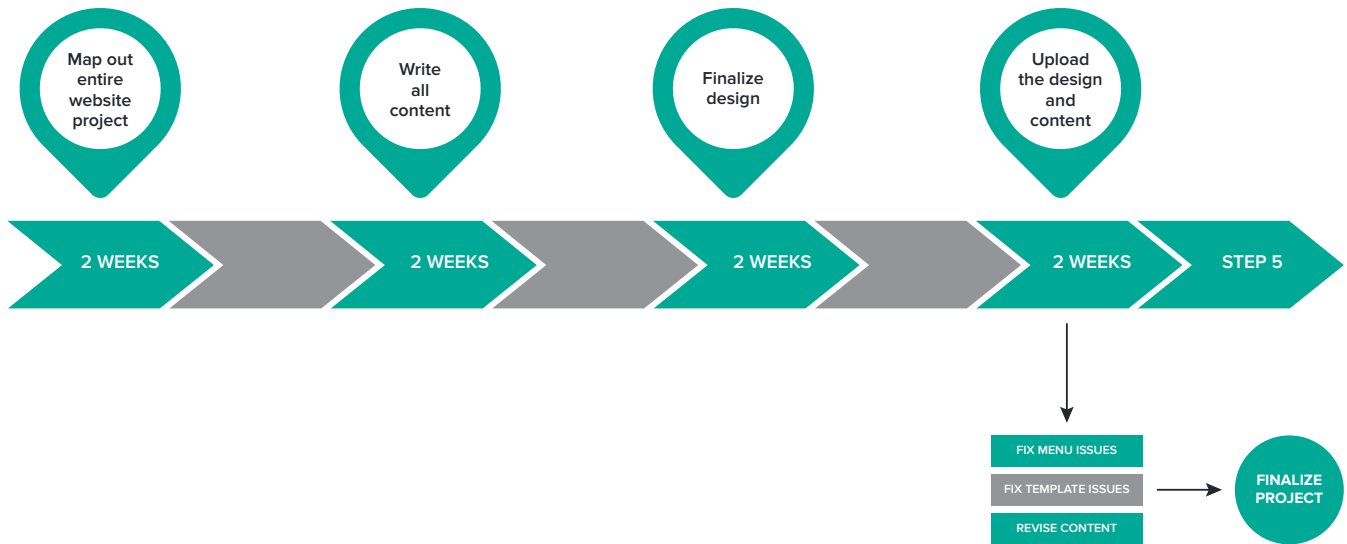 Map out
entire
website
project
Write
all
content
Finalize
design
Upload
the design
and
content
2 WEEKS
2 WEEKS
2 WEEKS
2 WEEKS
STEP 5
FIX MENU ISSUES
FIX TEMPLATE ISSUES
REVISE CONTENT
FINALIZE
PROJECT